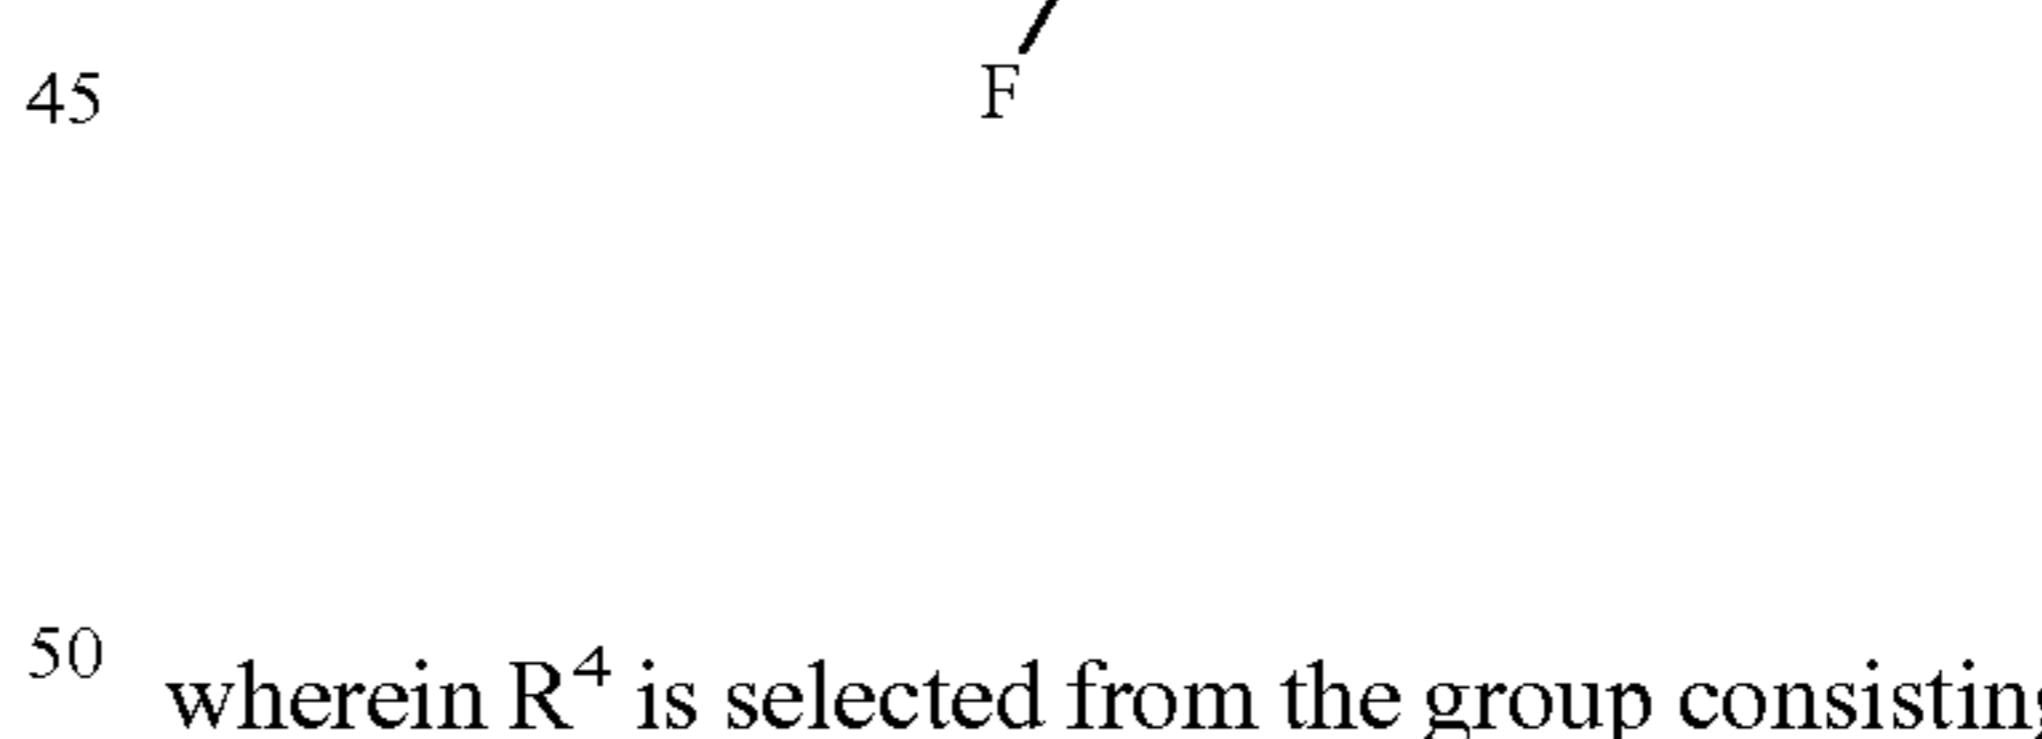 45
F
50
wherein R⁴ is selected from the group consisting